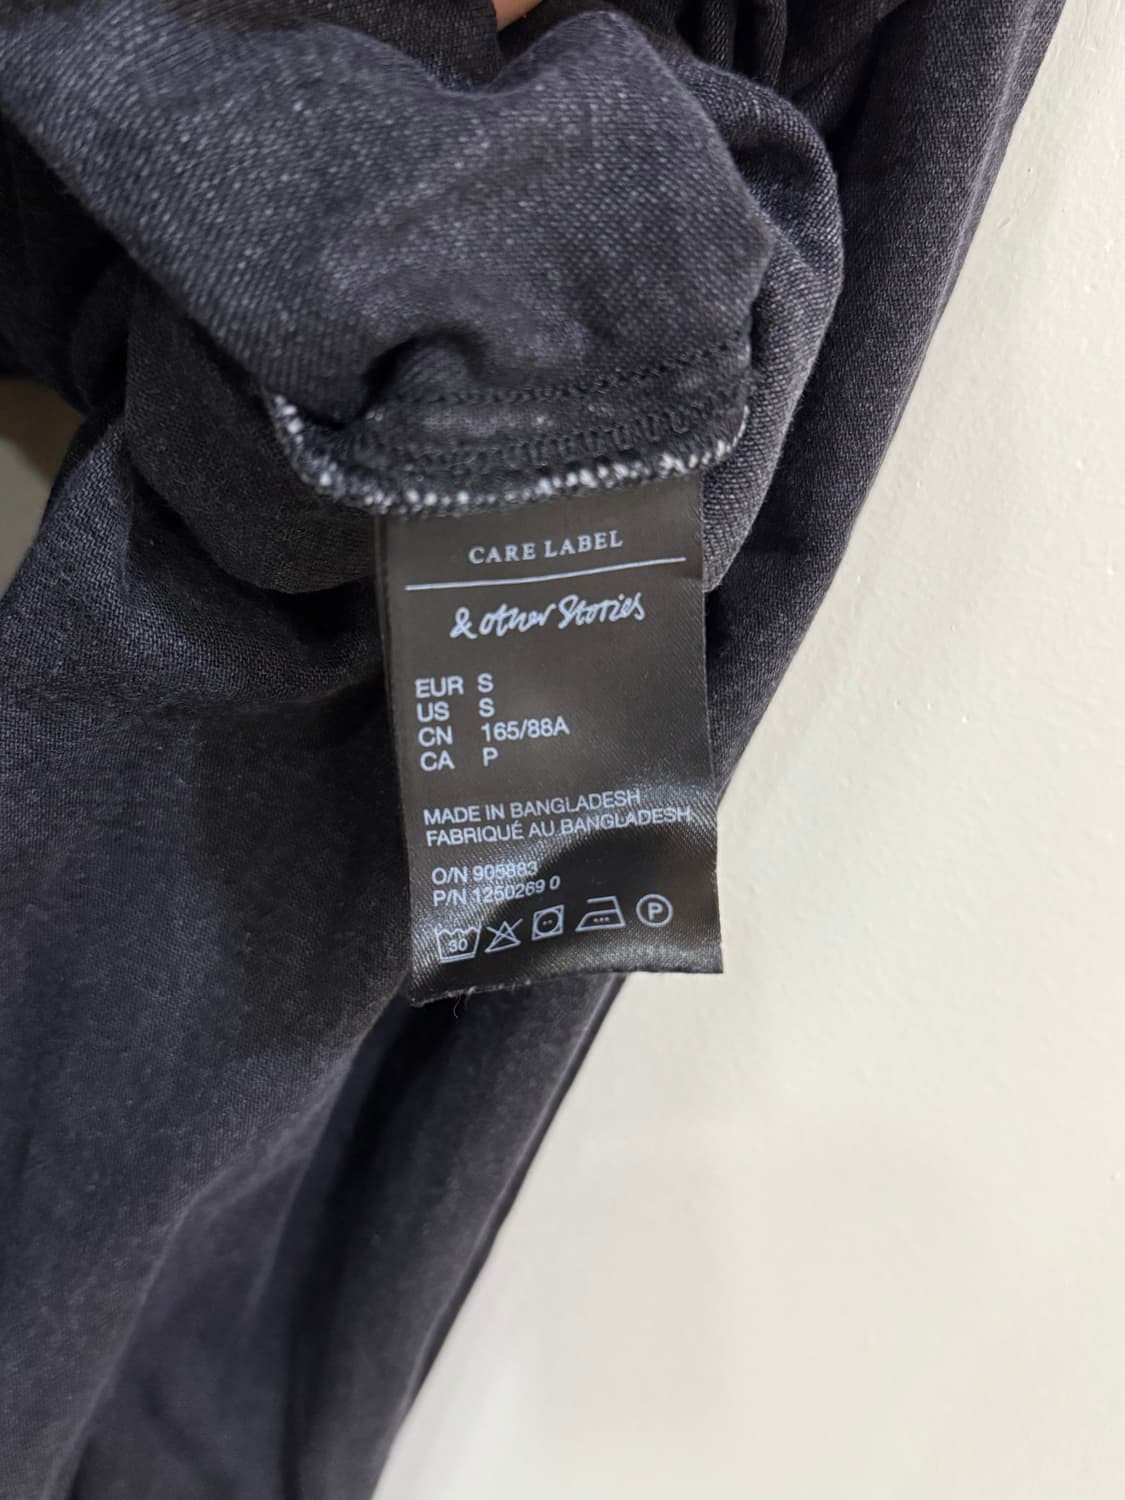 CARE LABEL
& other Stories
EUR S
US S
CN 165/88A
CA P
MADE IN BANGLADESH
FABRIQUÉ AU BANGLADESH
O/N 905883
P/N 1250269 0
30 P